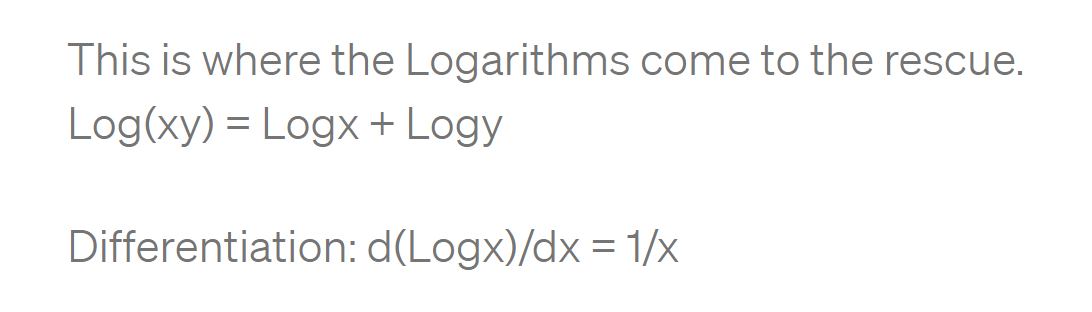 This is where the Logarithms come to the rescue.
Log(xy) = Logx + Logy
Differentiation: d(Logx)/dx = 1/x